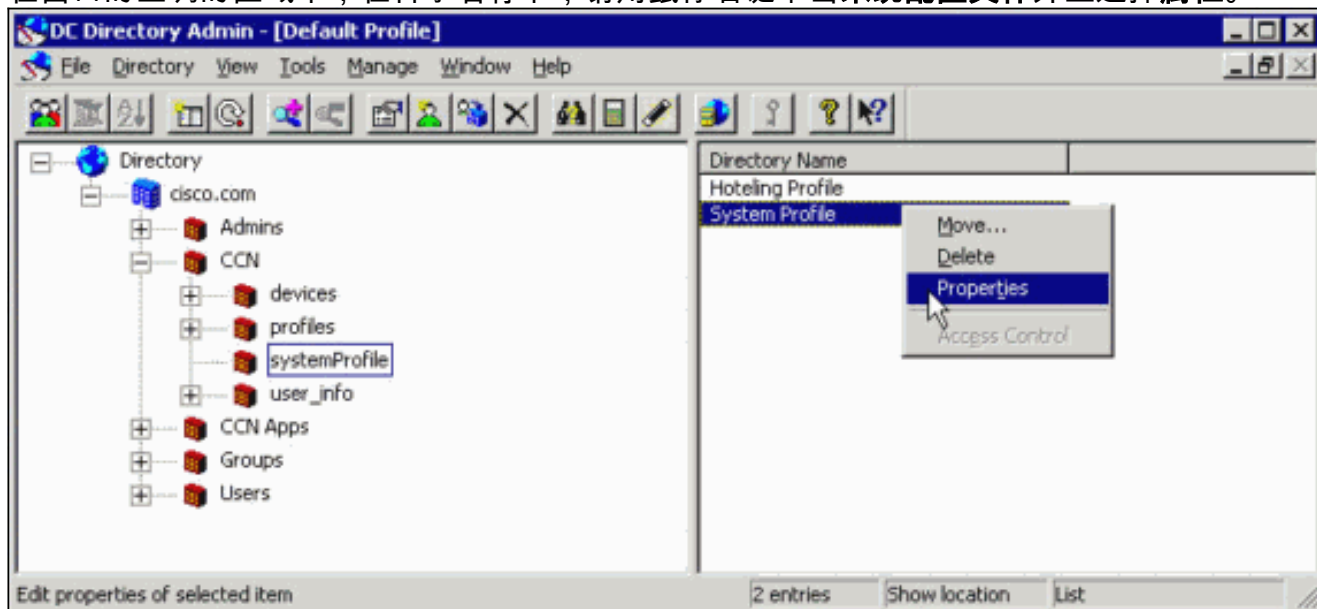 DC Directory Admin - [Default Profile]
File Directory View Tools Manage Window Help
Directory
cisco.com
Admins
CCN
devices
profiles
systemProfile
user_info
CCN Apps
Groups
Users
Directory Name
Hoteling Profile
System Profile
Move...
Delete
Properties
Access Control
Edit properties of selected item
2 entries
Show location
List